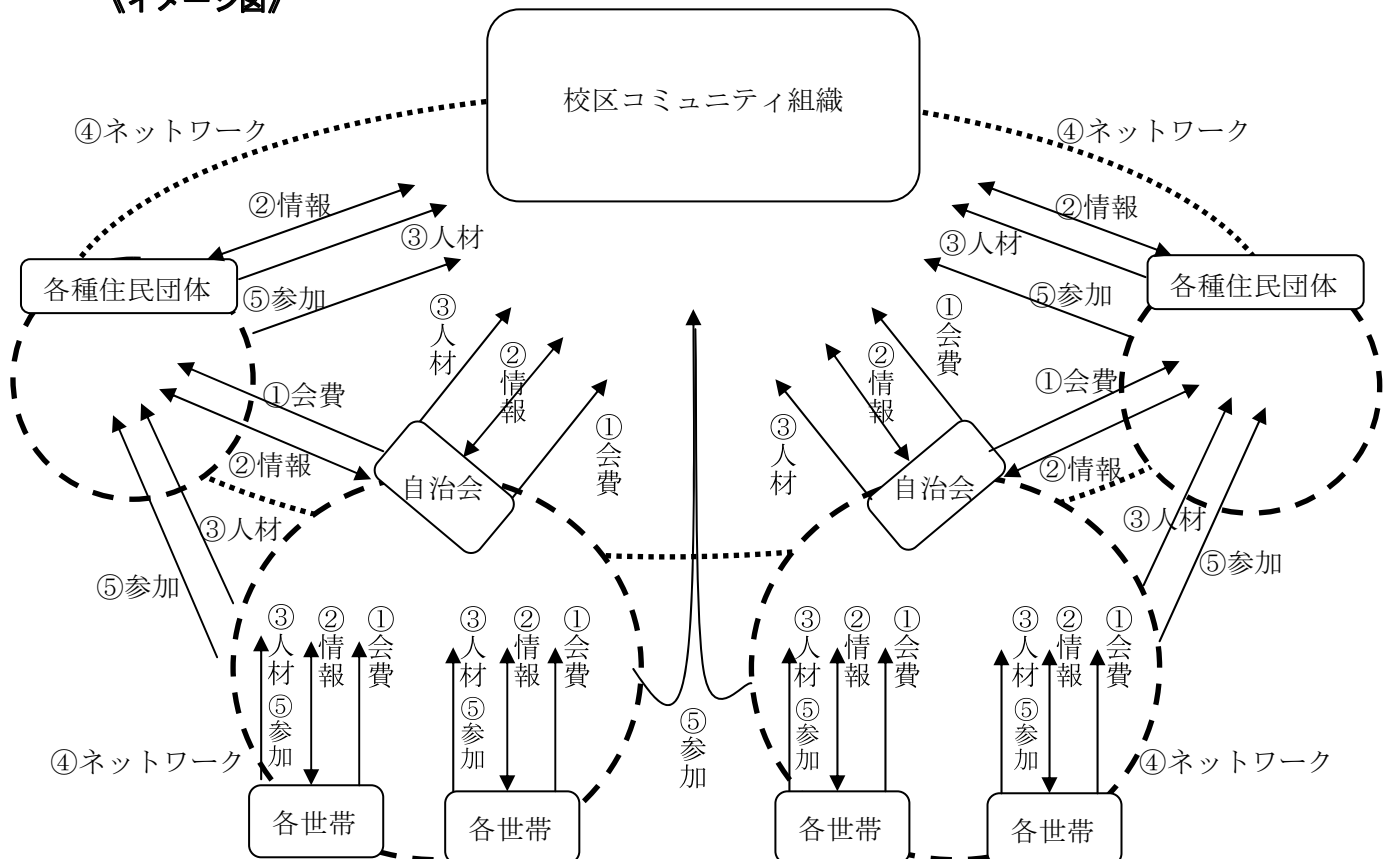 《イメージ図》
校区コミュニティ組織
④ネットワーク
④ネットワーク
②情報
③人材
⑤参加
②情報
③人材
⑤参加
各種住民団体
各種住民団体
③人材
②情報
①会費
①会費
②情報
③人材
①会費
②情報
①会費
②情報
自治会
自治会
③人材
⑤参加
③人材
⑤参加
③人材
②情報
①会費
③人材
②情報
①会費
③人材
②情報
①会費
③人材
②情報
①会費
⑤参加
⑤参加
⑤参加
⑤参加
⑤参加
④ネットワーク
④ネットワーク
各世帯
各世帯
各世帯
各世帯